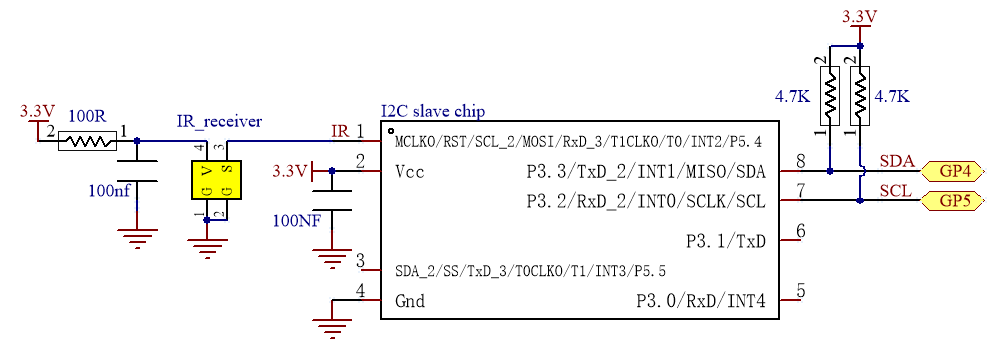 3.3V
2
2
4.7K
4.7K
1
1
3.3V
100R
2
1
100nf
IR_receiver
4
3
V
S
G
G
1
2
I2C slave chip
IR
1
MCLKO/RST/SCL_2/MOSI/RxD_3/T1CLKO/T0/INT2/P5.4
3.3V
2
Vcc
100NF
P3.3/TxD_2/INT1/MISO/SDA
8
SDA
GP4
P3.2/RxD_2/INT0/SCLK/SCL
7
SCL
GP5
P3.1/TxD
6
3
SDA_2/SS/TxD_3/T0CLKO/T1/INT3/P5.5
4
Gnd
P3.0/RxD/INT4
5